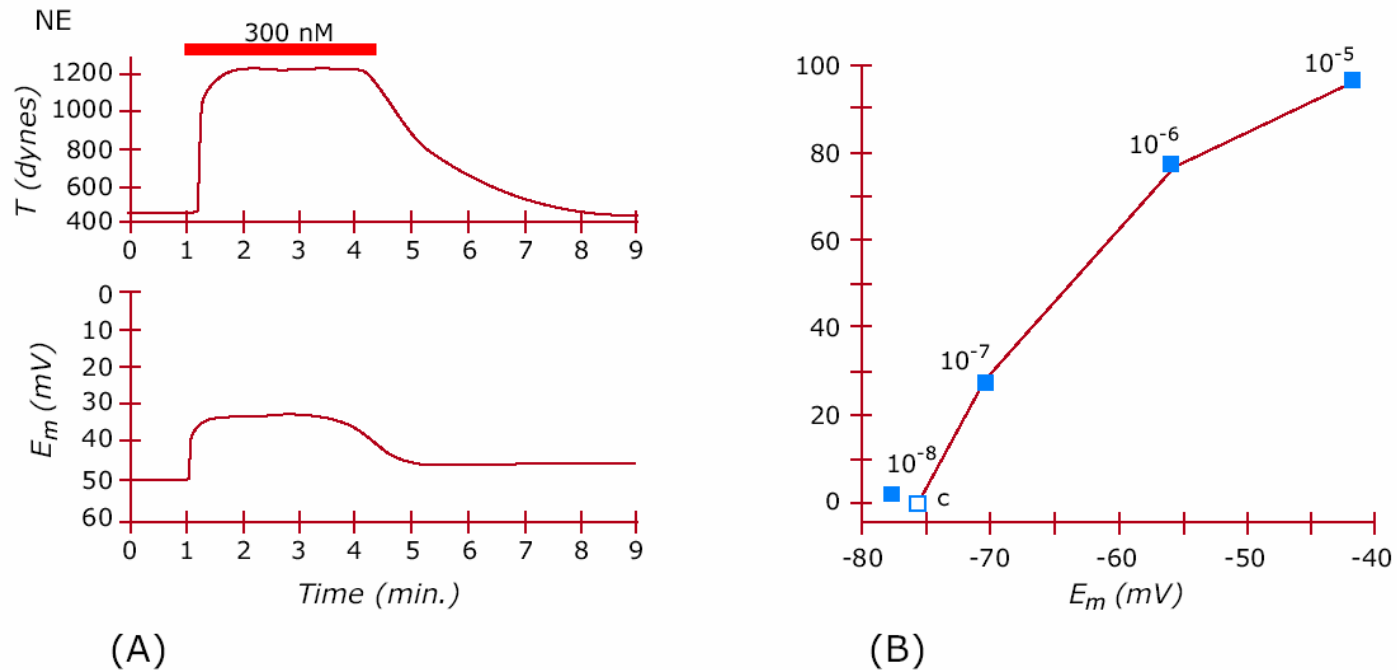 NE
300 nM
T (dynes)
1200
1000
800
600
400
0 1 2 3 4 5 6 7 8 9
E_m (mV)
0
10
20
30
40
50
60
0 1 2 3 4 5 6 7 8 9
Time (min.)
(A)
100
80
60
40
20
0
10⁻⁵
10⁻⁶
10⁻⁷
10⁻⁸
c
-80 -70 -60 -50 -40
E_m (mV)
(B)